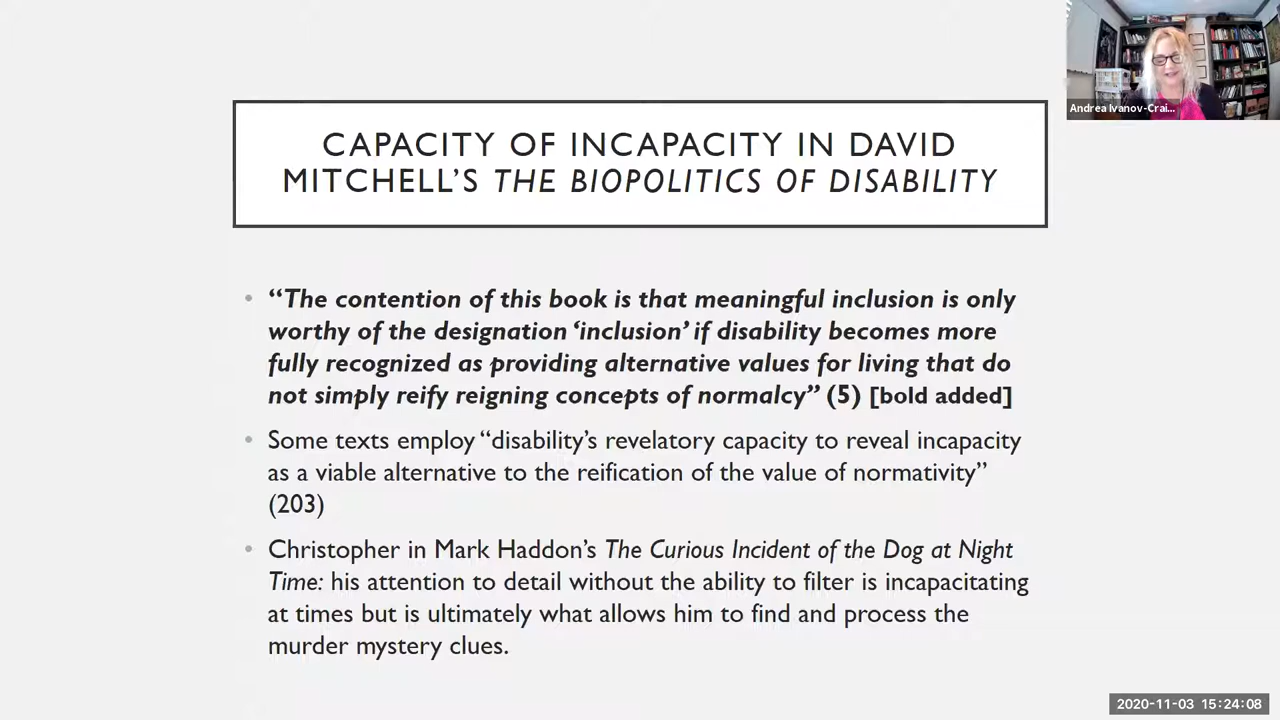 Andrea Ivanov-Crai...
CAPACITY OF INCAPACITY IN DAVID
MITCHELL’S THE BIOPOLITICS OF DISABILITY
• “The contention of this book is that meaningful inclusion is only
worthy of the designation ‘inclusion’ if disability becomes more
fully recognized as providing alternative values for living that do
not simply reify reigning concepts of normalcy” (5) [bold added]
• Some texts employ “disability’s revelatory capacity to reveal incapacity
as a viable alternative to the reification of the value of normativity”
(203)
• Christopher in Mark Haddon’s The Curious Incident of the Dog at Night
Time: his attention to detail without the ability to filter is incapacitating
at times but is ultimately what allows him to find and process the
murder mystery clues.
2020-11-03 15:24:08